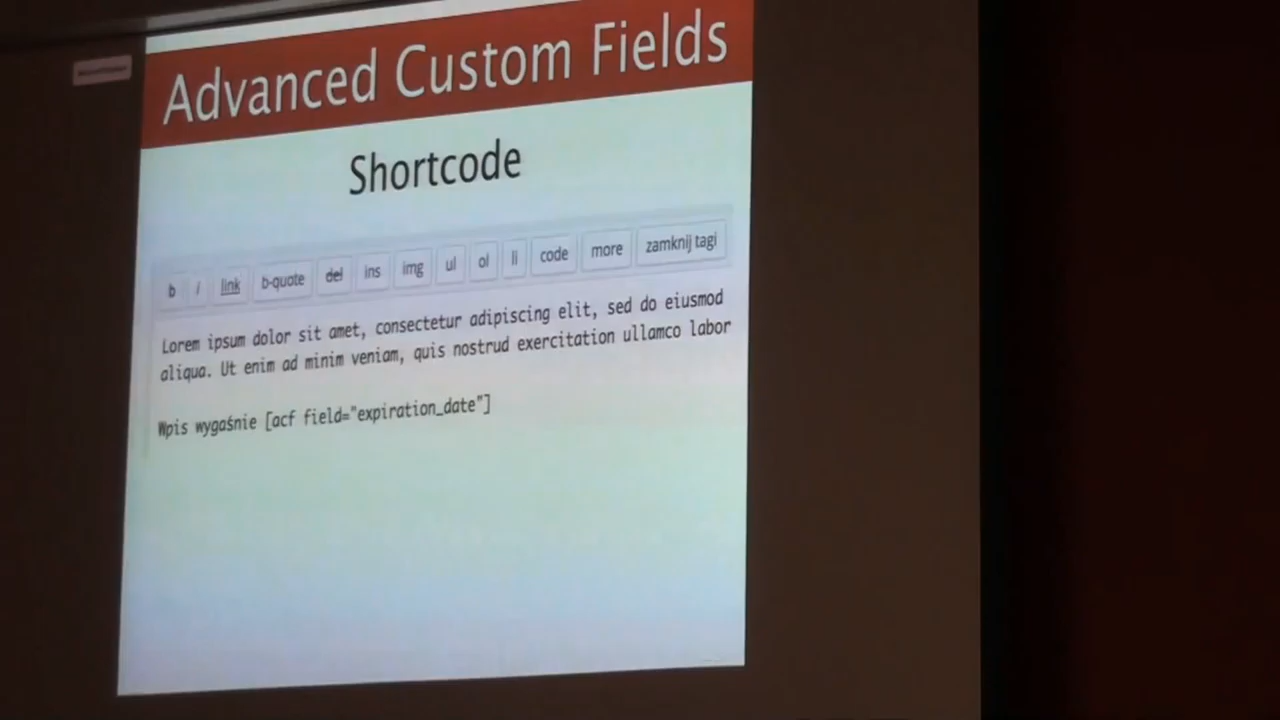 Advanced Custom Fields
Shortcode
b i link b-quote del ins img ul ol li code more zamknij tagi
Lorem ipsum dolor sit amet, consectetur adipiscing elit, sed do eiusmod
aliqua. Ut enim ad minim veniam, quis nostrud exercitation ullamco labor
Wpis wygaśnie [acf field="expiration_date"]